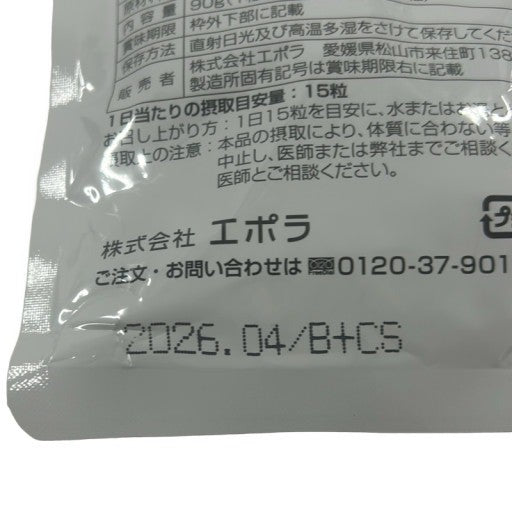 内容量 90g
賞味期限 枠外下部に記載
保存方法 直射日光及び高温多湿をさけて保存してくだ
販売者 株式会社エポラ 愛媛県松山市来住町138
製造所固有記号は賞味期限右に記載
1日当たりの摂取目安量:15粒
お召し上がり方:1日15粒を目安に、水または
摂取上の注意:本品の摂取により、体質に合わない等
中止し、医師または弊社までご相談く
医師とご相談ください。
株式会社 エポラ
ご注文・お問い合わせは 0120-37-901
2026.04/B+CS